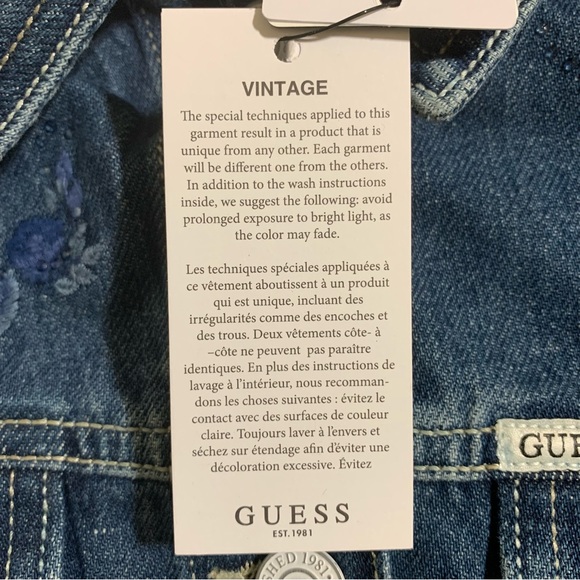 VINTAGE
The special techniques applied to this
garment result in a product that is
unique from any other. Each garment
will be different one from the others.
In addition to the wash instructions
inside, we suggest the following: avoid
prolonged exposure to bright light, as
the color may fade.
Les techniques spéciales appliquées à
ce vêtement aboutissent à un produit
qui est unique, incluant des
irrégularités comme des encoches et
des trous. Deux vêtements côte- à
–côte ne peuvent pas paraître
identiques. En plus des instructions de
lavage à l'intérieur, nous recomman-
dons les choses suivantes : évitez le
contact avec des surfaces de couleur
claire. Toujours laver à l'envers et
séchez sur étendage afin d'éviter une
décoloration excessive. Évitez
GUESS
EST. 1981
GUE
SHED 1981